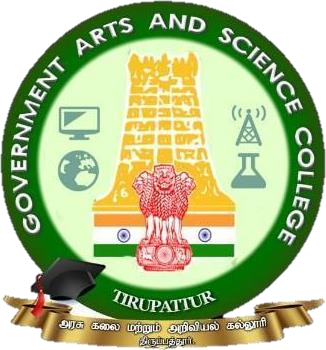 GOVERNMENT ARTS AND SCIENCE COLLEGE
TIRUPATTUR
அரசு கலை மற்றும் அறிவியல் கல்லூரி
திருப்பத்தூர்.